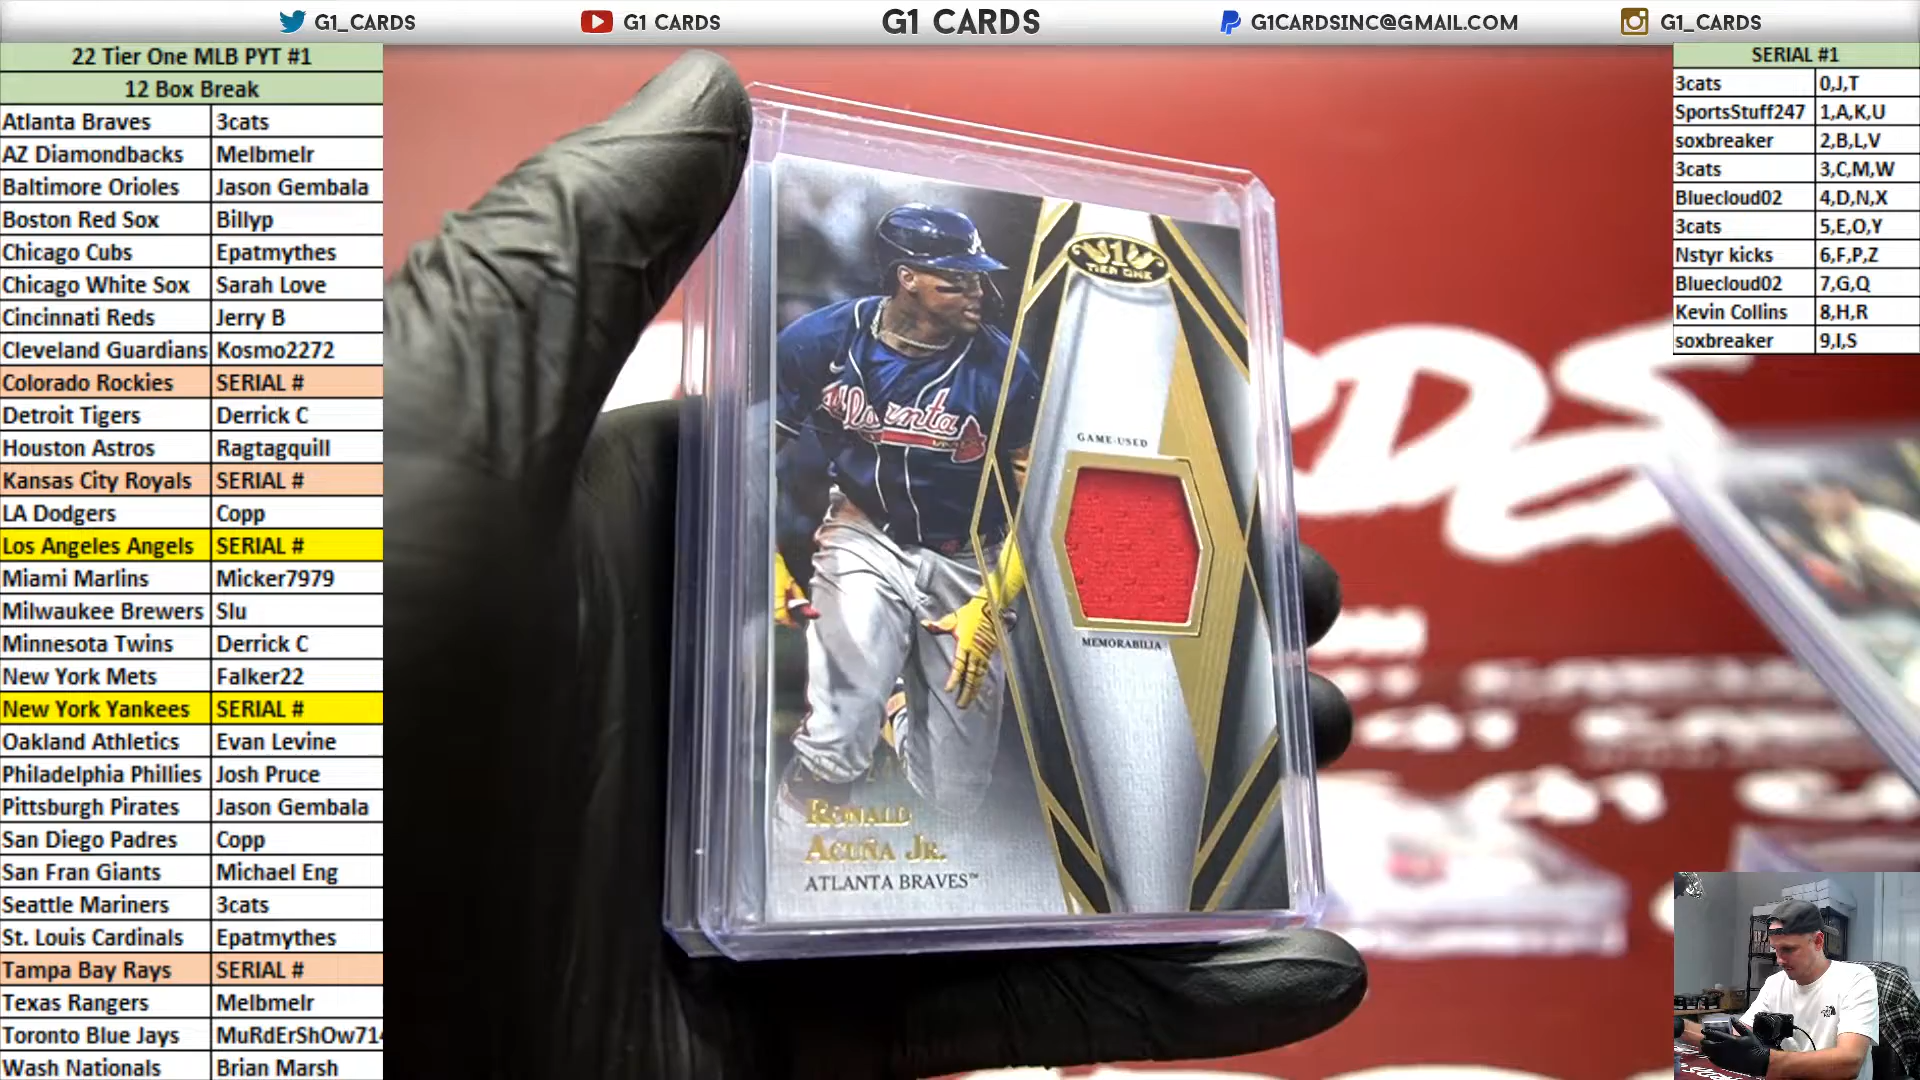 G1_CARDS G1 CARDS G1 CARDS G1CARDSINC@GMAIL.COM G1_CARDS
22 Tier One MLB PYT #1
12 Box Break
Atlanta Braves 3cats
AZ Diamondbacks Melbmelr
Baltimore Orioles Jason Gembala
Boston Red Sox Billyp
Chicago Cubs Epatmythes
Chicago White Sox Sarah Love
Cincinnati Reds Jerry B
Cleveland Guardians Kosmo2272
Colorado Rockies SERIAL #
Detroit Tigers Derrick C
Houston Astros Ragtagquill
Kansas City Royals SERIAL #
LA Dodgers Copp
Los Angeles Angels SERIAL #
Miami Marlins Micker7979
Milwaukee Brewers Slu
Minnesota Twins Derrick C
New York Mets Falker22
New York Yankees SERIAL #
Oakland Athletics Evan Levine
Philadelphia Phillies Josh Pruce
Pittsburgh Pirates Jason Gembala
San Diego Padres Copp
San Fran Giants Michael Eng
Seattle Mariners 3cats
St. Louis Cardinals Epatmythes
Tampa Bay Rays SERIAL #
Texas Rangers Melbmelr
Toronto Blue Jays MuRdErShOw714
Wash Nationals Brian Marsh
1
TIER ONE
Atlanta
GAME-USED
MEMORABILIA
RONALD
ACUÑA JR.
ATLANTA BRAVES™
SERIAL #1
3cats 0,J,T
SportsStuff247 1,A,K,U
soxbreaker 2,B,L,V
3cats 3,C,M,W
Bluecloud02 4,D,N,X
3cats 5,E,O,Y
Nstyr kicks 6,F,P,Z
Bluecloud02 7,G,Q
Kevin Collins 8,H,R
soxbreaker 9,I,S